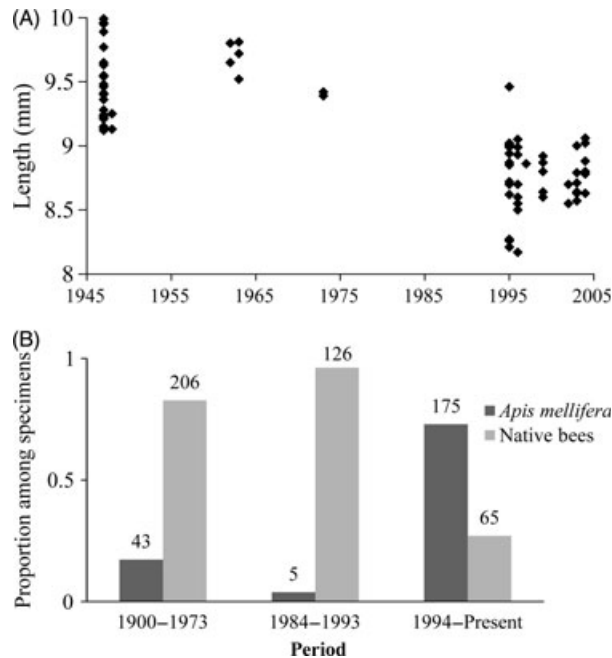 (A)
Length (mm)
10
9.5
9
8.5
8
1945
1955
1965
1975
1985
1995
2005
(B)
Proportion among specimens
1
0.5
0
206
126
175
43
5
65
Apis mellifera
Native bees
1900–1973
1984–1993
1994–Present
Period